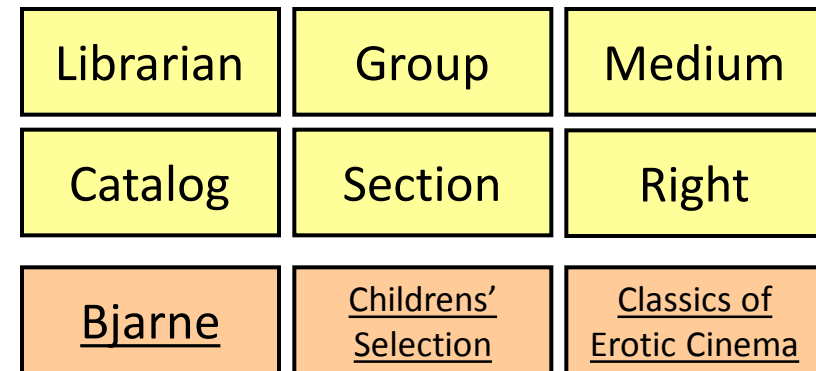 Librarian Group Medium
Catalog Section Right
Bjarne
Childrens’
Selection
Classics of
Erotic Cinema